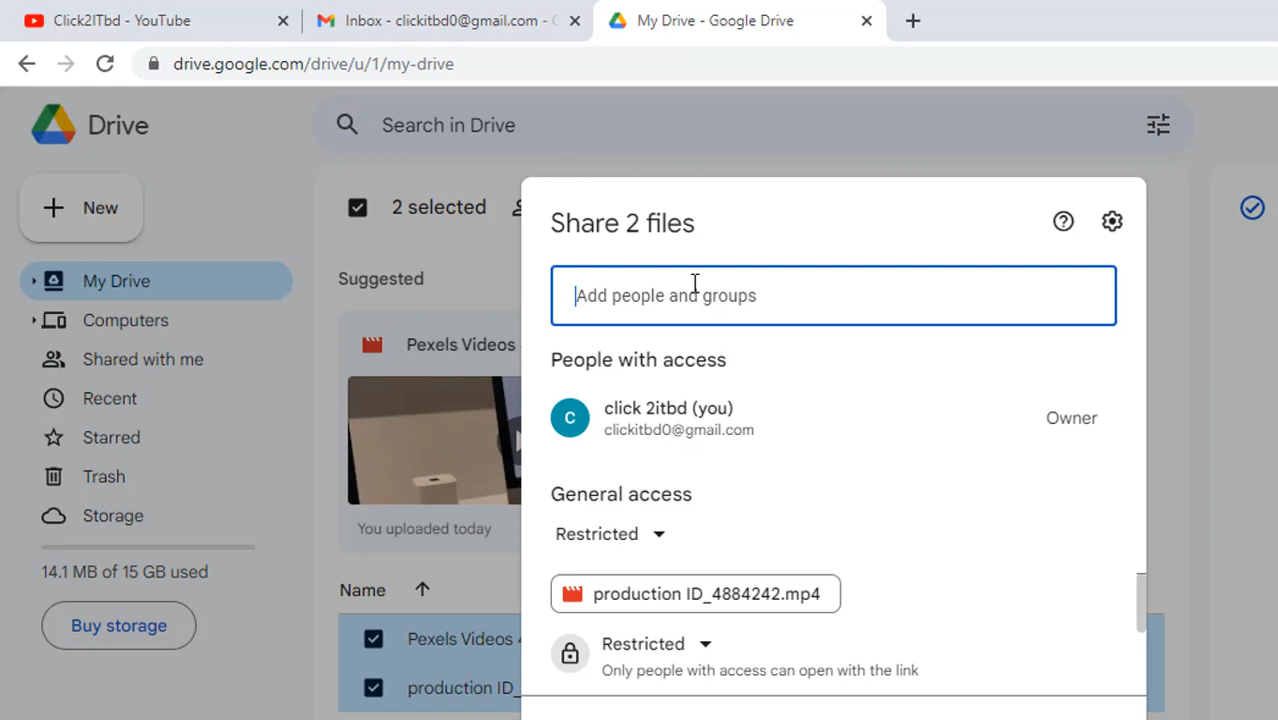 Click2ITbd - YouTube
Inbox - clickitbd0@gmail.com -
My Drive - Google Drive
drive.google.com/drive/u/1/my-drive
Drive
Search in Drive
New
2 selected
Share 2 files
My Drive
Suggested
Add people and groups
Computers
Shared with me
Pexels Videos
People with access
Recent
click 2itbd (you)
clickitbd0@gmail.com
Owner
Starred
Trash
General access
Storage
You uploaded today
Restricted
14.1 MB of 15 GB used
Name
production ID_4884242.mp4
Buy storage
Pexels Videos
Restricted
Only people with access can open with the link
production ID_